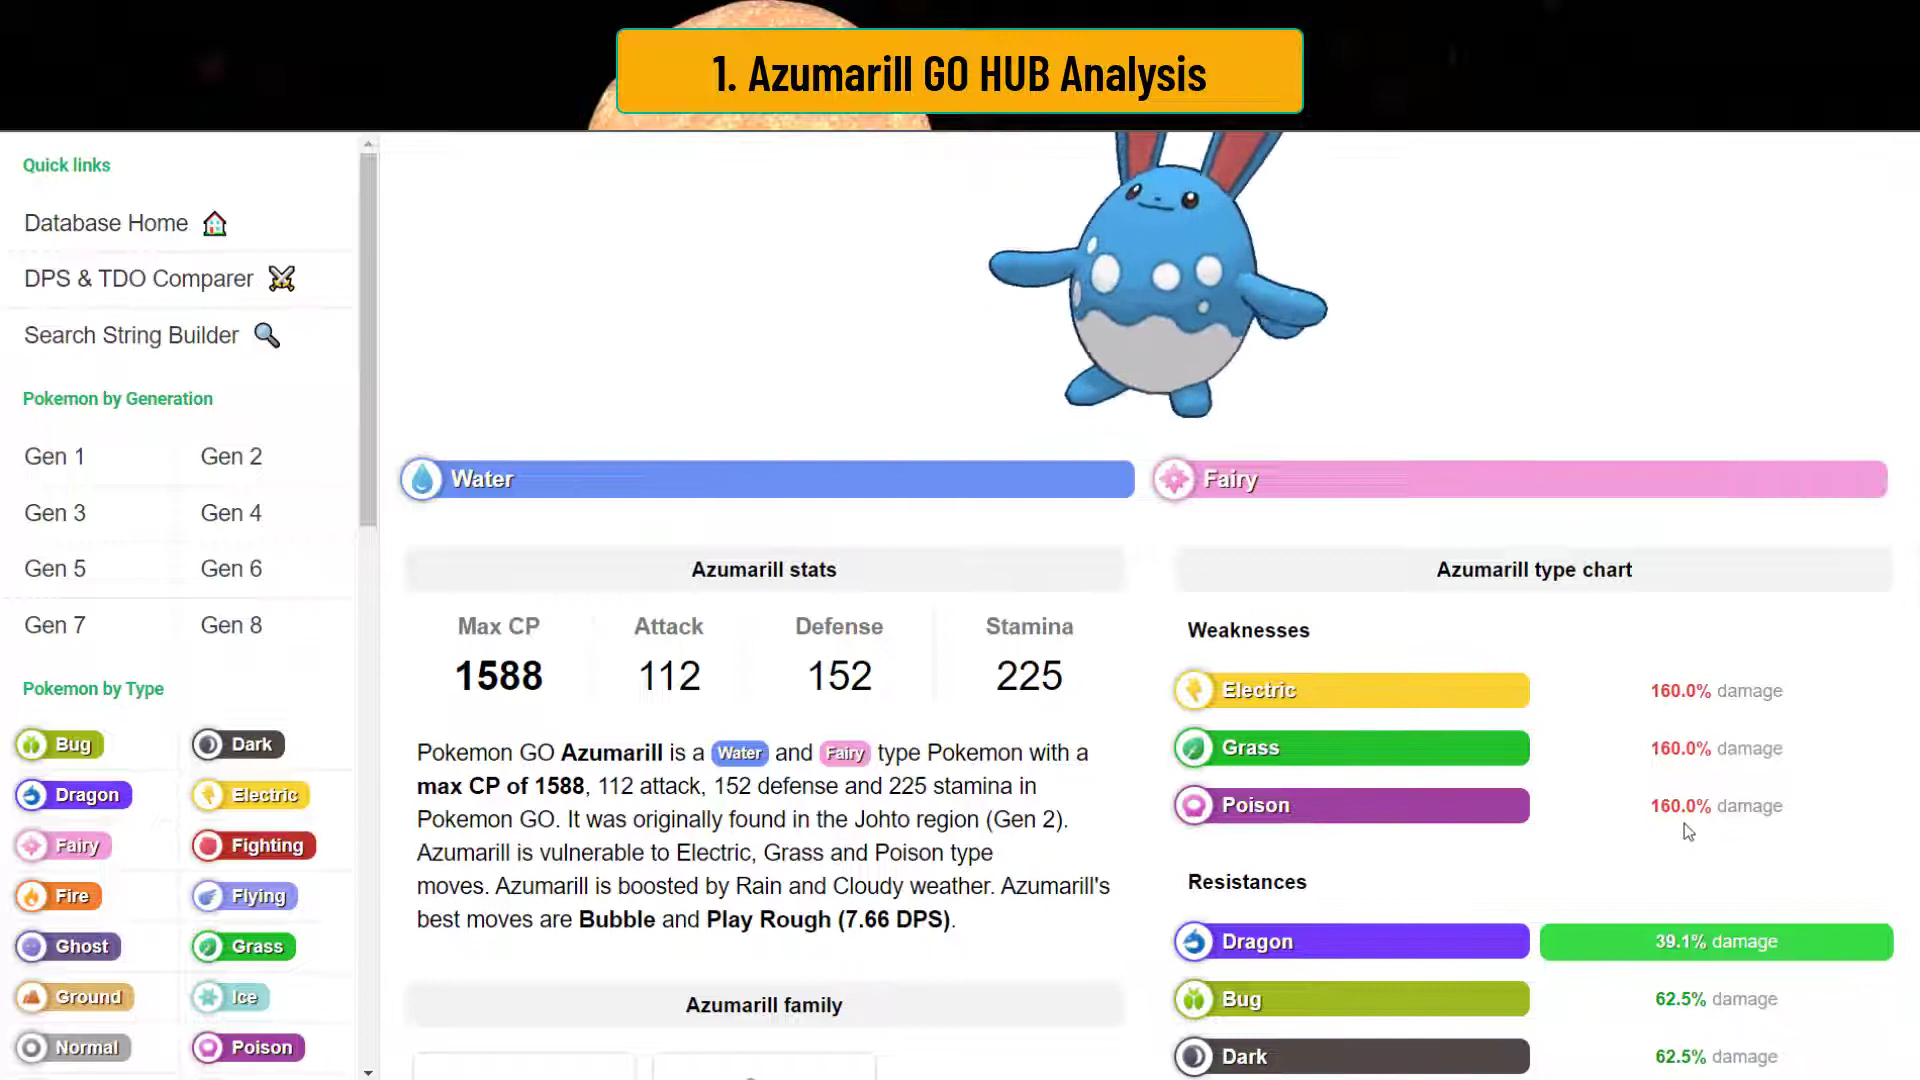 1. Azumarill GO HUB Analysis
Quick links
Database Home
DPS & TDO Comparer
Search String Builder
Pokemon by Generation
Gen 1
Gen 2
Gen 3
Gen 4
Gen 5
Gen 6
Gen 7
Gen 8
Pokemon by Type
Bug
Dark
Dragon
Electric
Fairy
Fighting
Fire
Flying
Ghost
Grass
Ground
Ice
Normal
Poison
Water
Fairy
Azumarill stats
Max CP
Attack
Defense
Stamina
1588
112
152
225
Pokemon GO Azumarill is a Water and Fairy type Pokemon with a
max CP of 1588, 112 attack, 152 defense and 225 stamina in
Pokemon GO. It was originally found in the Johto region (Gen 2).
Azumarill is vulnerable to Electric, Grass and Poison type
moves. Azumarill is boosted by Rain and Cloudy weather. Azumarill's
best moves are Bubble and Play Rough (7.66 DPS).
Azumarill family
Azumarill type chart
Weaknesses
Electric 160.0% damage
Grass 160.0% damage
Poison 160.0% damage
Resistances
Dragon 39.1% damage
Bug 62.5% damage
Dark 62.5% damage